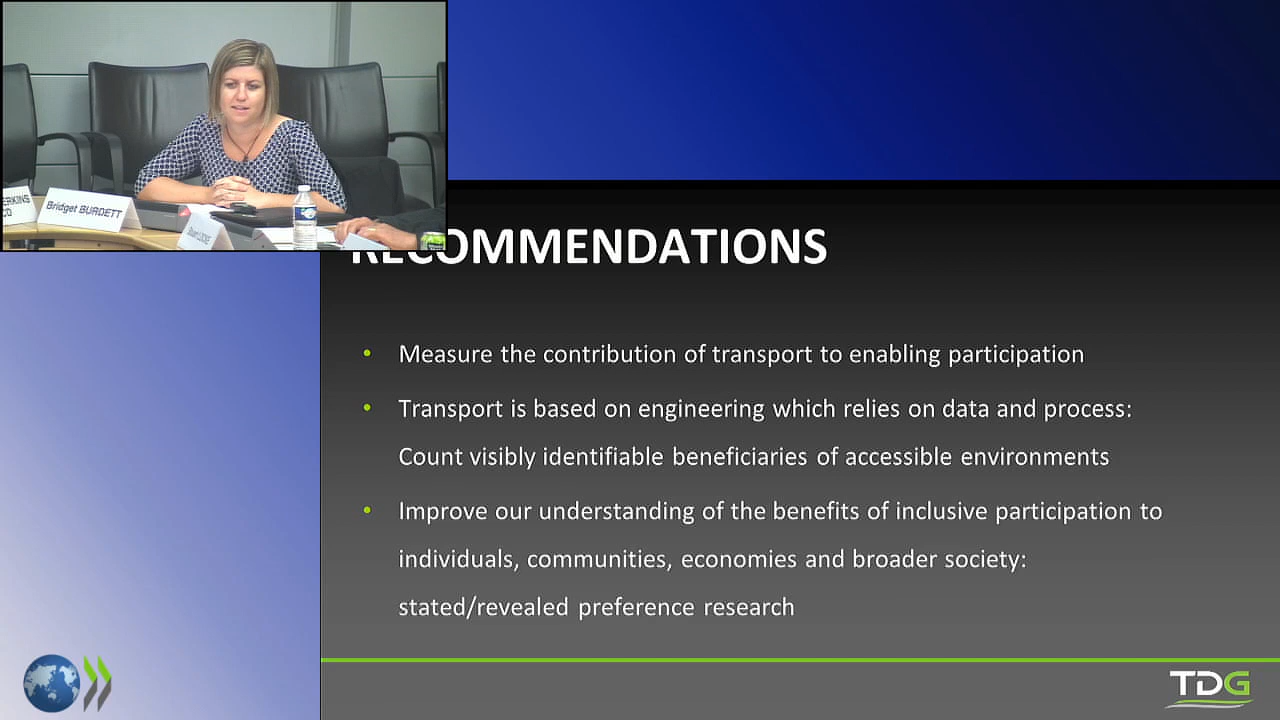 ERKINS
CO
Bridget BURDETT
RECOMMENDATIONS
• Measure the contribution of transport to enabling participation
• Transport is based on engineering which relies on data and process:
Count visibly identifiable beneficiaries of accessible environments
• Improve our understanding of the benefits of inclusive participation to
individuals, communities, economies and broader society:
stated/revealed preference research
TDG